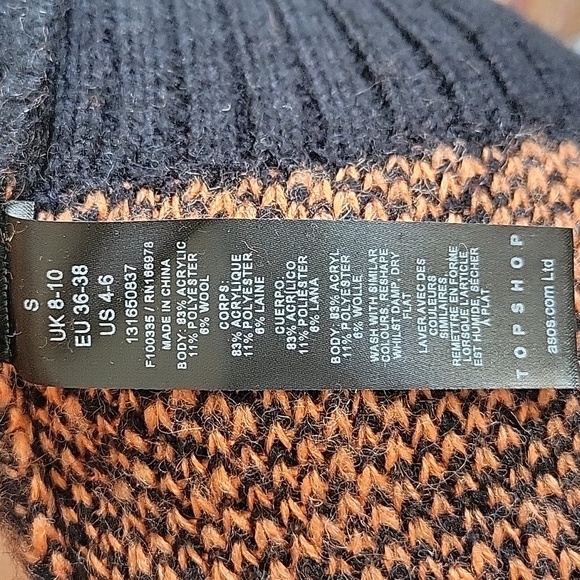 S
UK 8-10
EU 36-38
US 4-6
131650837
F100335 / RN166978
MADE IN CHINA
BODY: 83% ACRYLIC
11% POLYESTER
6% WOOL
CORPS:
83% ACRYLIQUE
11% POLYESTER
6% LAINE
CUERPO:
83% ACRILICO
11% POLIESTER
6% LANA
BODY: 83% ACRYL
11% POLYESTER
6% WOLLE
WASH WITH SIMILAR
COLOURS, RESHAPE
WHILST DAMP, DRY
FLAT
LAVER AVEC DES
COULEURS
SIMILAIRES,
REMETTRE EN FORME
LORSQUE L'ARTICLE
EST HUMIDE, SÉCHER
À PLAT
TOPSHOP
asos.com Ltd